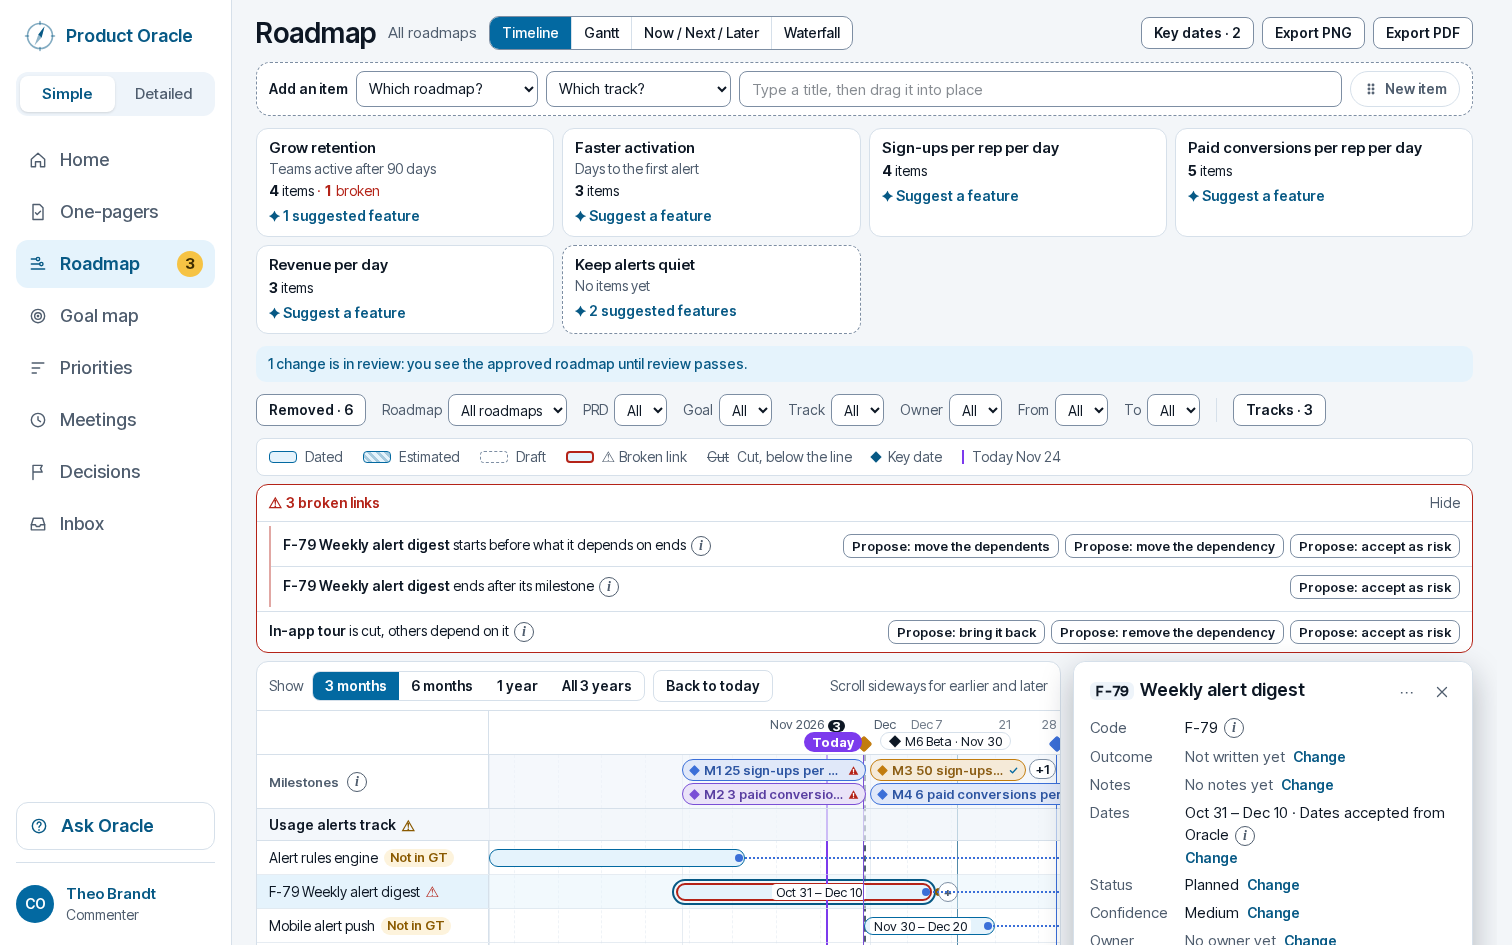 Product Oracle
Simple
Detailed
Home
One-pagers
Roadmap
3
Goal map
Priorities
Meetings
Decisions
Inbox
Ask Oracle
CO
Theo Brandt
Commenter
Roadmap
All roadmaps
Timeline
Gantt
Now / Next / Later
Waterfall
Key dates · 2
Export PNG
Export PDF
Add an item
Which roadmap?
Which track?
Type a title, then drag it into place
New item
Grow retention
Teams active after 90 days
4 items · 1 broken
✦ 1 suggested feature
Faster activation
Days to the first alert
3 items
✦ Suggest a feature
Sign-ups per rep per day
4 items
✦ Suggest a feature
Paid conversions per rep per day
5 items
✦ Suggest a feature
Revenue per day
3 items
✦ Suggest a feature
Keep alerts quiet
No items yet
✦ 2 suggested features
1 change is in review: you see the approved roadmap until review passes.
Removed · 6
Roadmap
All roadmaps
PRD
All
Goal
All
Track
All
Owner
All
From
All
To
All
Tracks · 3
Dated
Estimated
Draft
⚠ Broken link
Cut
Cut, below the line
Key date
Today Nov 24
⚠ 3 broken links
Hide
F-79 Weekly alert digest starts before what it depends on ends i
Propose: move the dependents
Propose: move the dependency
Propose: accept as risk
F-79 Weekly alert digest ends after its milestone i
Propose: accept as risk
In-app tour is cut, others depend on it i
Propose: bring it back
Propose: remove the dependency
Propose: accept as risk
Show
3 months
6 months
1 year
All 3 years
Back to today
Scroll sideways for earlier and later
Nov 2026
3
Dec
Dec 7
21
28
Today
◆ M6 Beta · Nov 30
Milestones i
M1 25 sign-ups per ...
M3 50 sign-ups...
+1
M2 3 paid conversio...
M4 6 paid conversions per
Usage alerts track ⚠
Alert rules engine
Not in GT
F-79 Weekly alert digest ⚠
Oct 31 – Dec 10
+
Mobile alert push
Not in GT
Nov 30 – Dec 20
F-79
Weekly alert digest
...
Code
F-79 i
Outcome
Not written yet Change
Notes
No notes yet Change
Dates
Oct 31 – Dec 10 · Dates accepted from
Oracle i
Change
Status
Planned Change
Confidence
Medium Change
Owner
No owner yet Change